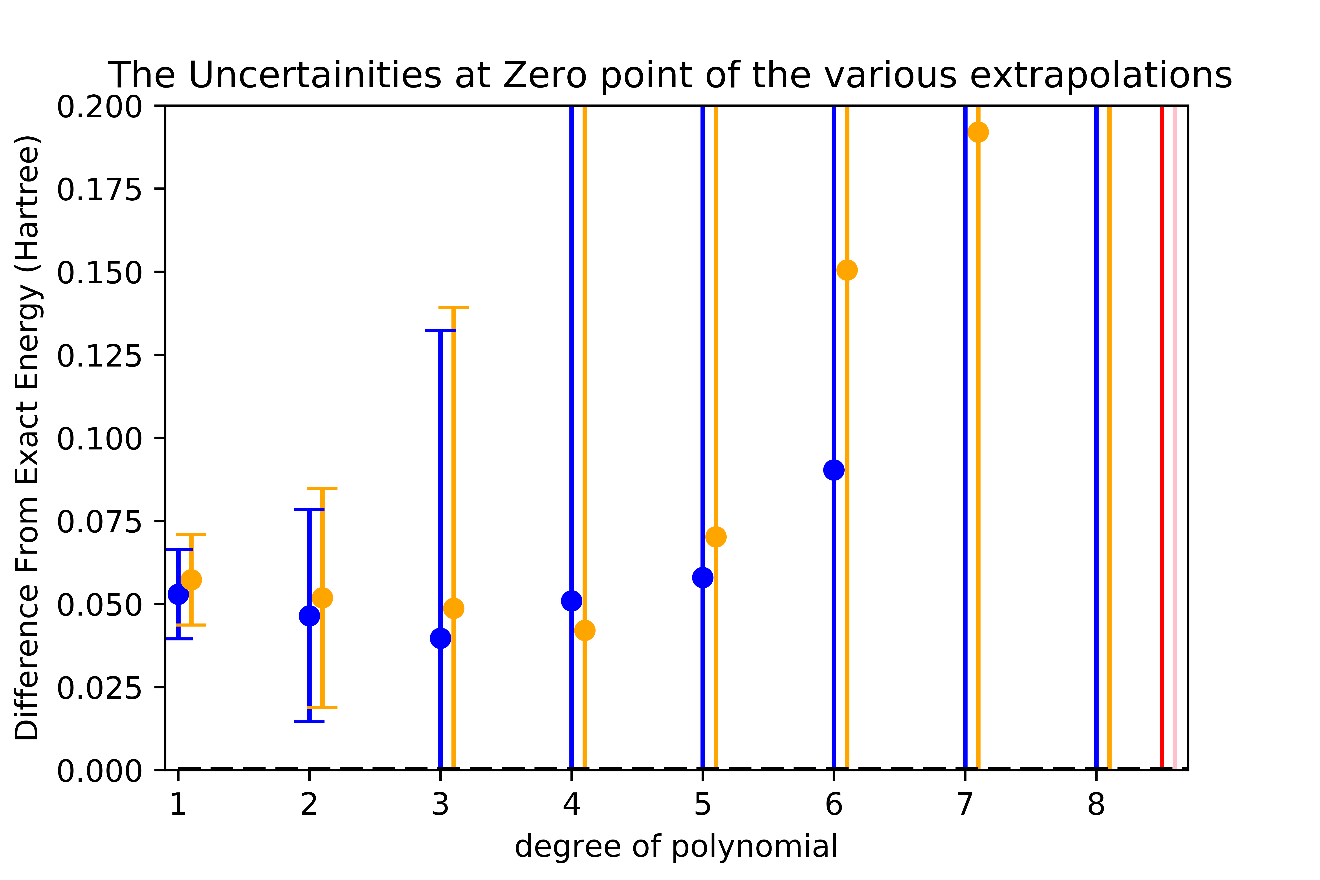 The Uncertainities at Zero point of the various extrapolations
Difference From Exact Energy (Hartree)
0.200
0.175
0.150
0.125
0.100
0.075
0.050
0.025
0.000
1 2 3 4 5 6 7 8
degree of polynomial